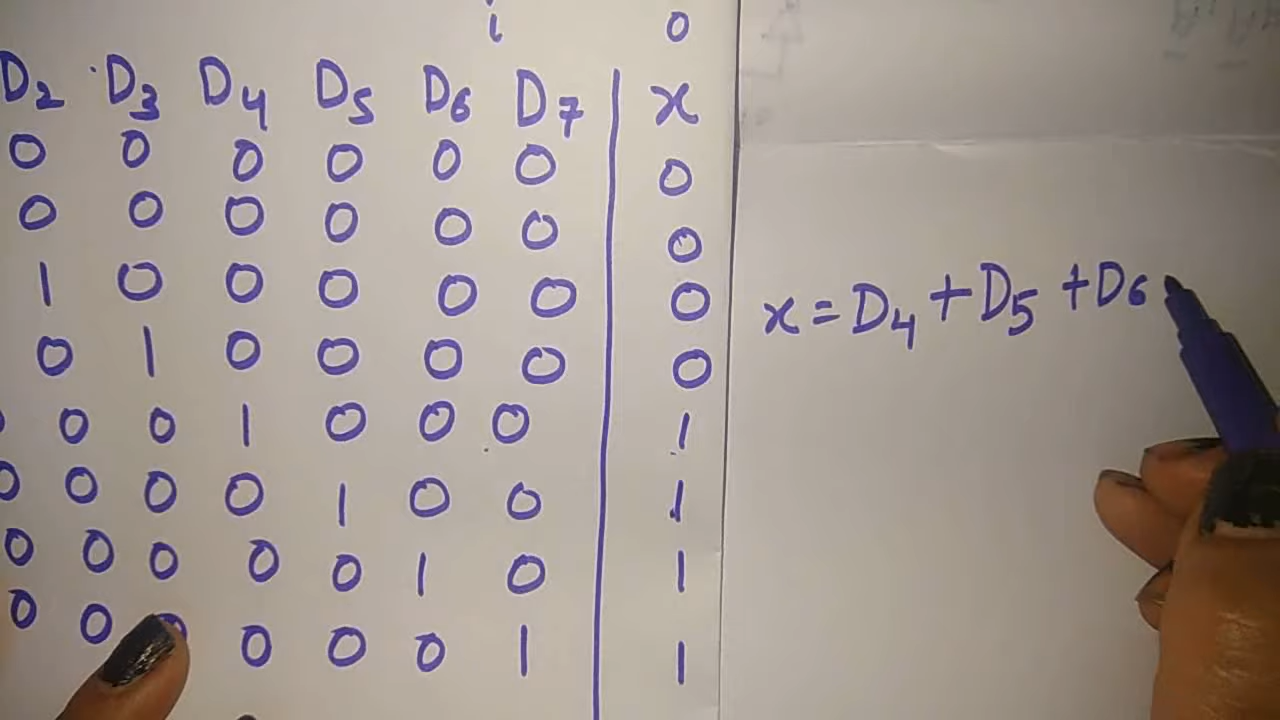 i 0
D2 D3 D4 D5 D6 D7 x
0 0 0 0 0 0 0
0 0 0 0 0 0 0
1 0 0 0 0 0 0
0 1 0 0 0 0 0
0 0 1 0 0 0 1
0 0 0 0 1 0 0 1
0 0 0 0 0 1 0 1
0 0 0 0 0 1 1
x = D4 + D5 + D6